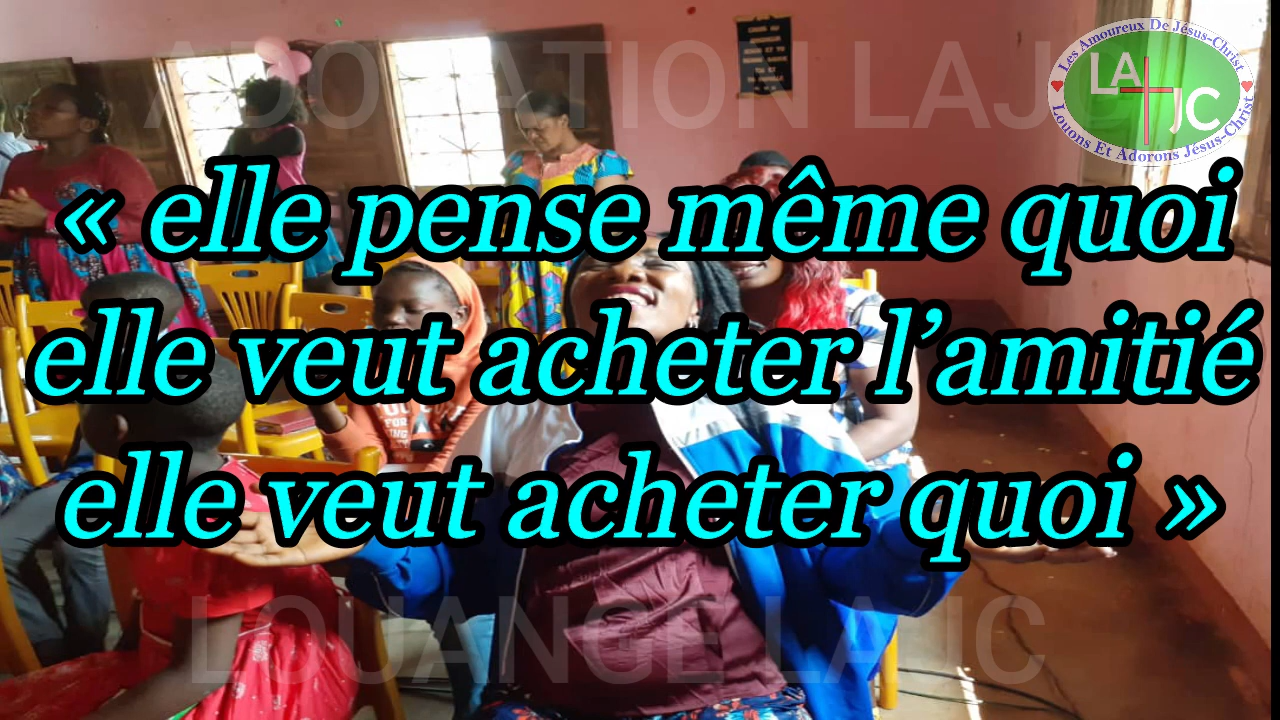 ADORATION LAJC
Les Amoureux De Jésus-Christ
LA
JC
Louons Et Adorons Jésus-Christ
« elle pense même quoi
elle veut acheter l’amitié
elle veut acheter quoi »
LOUANGE LAJC